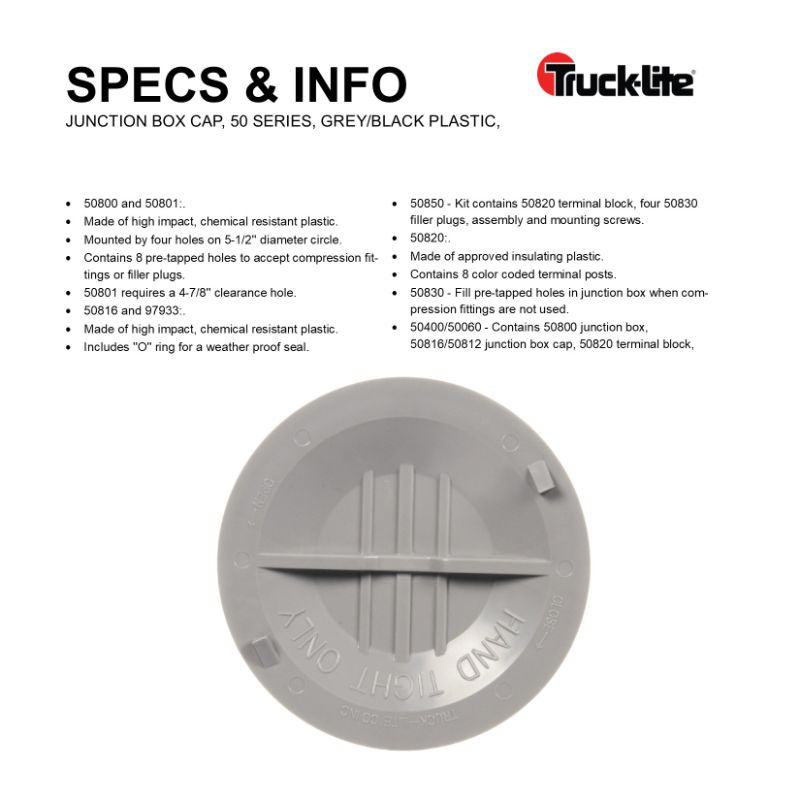 SPECS & INFO
Truck-Lite®
JUNCTION BOX CAP, 50 SERIES, GREY/BLACK PLASTIC,
• 50800 and 50801:.
• Made of high impact, chemical resistant plastic.
• Mounted by four holes on 5-1/2" diameter circle.
• Contains 8 pre-tapped holes to accept compression fit-
tings or filler plugs.
• 50801 requires a 4-7/8" clearance hole.
• 50816 and 97933:.
• Made of high impact, chemical resistant plastic.
• Includes "O" ring for a weather proof seal.
• 50850 - Kit contains 50820 terminal block, four 50830
filler plugs, assembly and mounting screws.
• 50820:.
• Made of approved insulating plastic.
• Contains 8 color coded terminal posts.
• 50830 - Fill pre-tapped holes in junction box when com-
pression fittings are not used.
• 50400/50060 - Contains 50800 junction box,
50816/50812 junction box cap, 50820 terminal block,
OPEN→
CLOSE→
HAND TIGHT ONLY
TRUCK-LITE CO INC